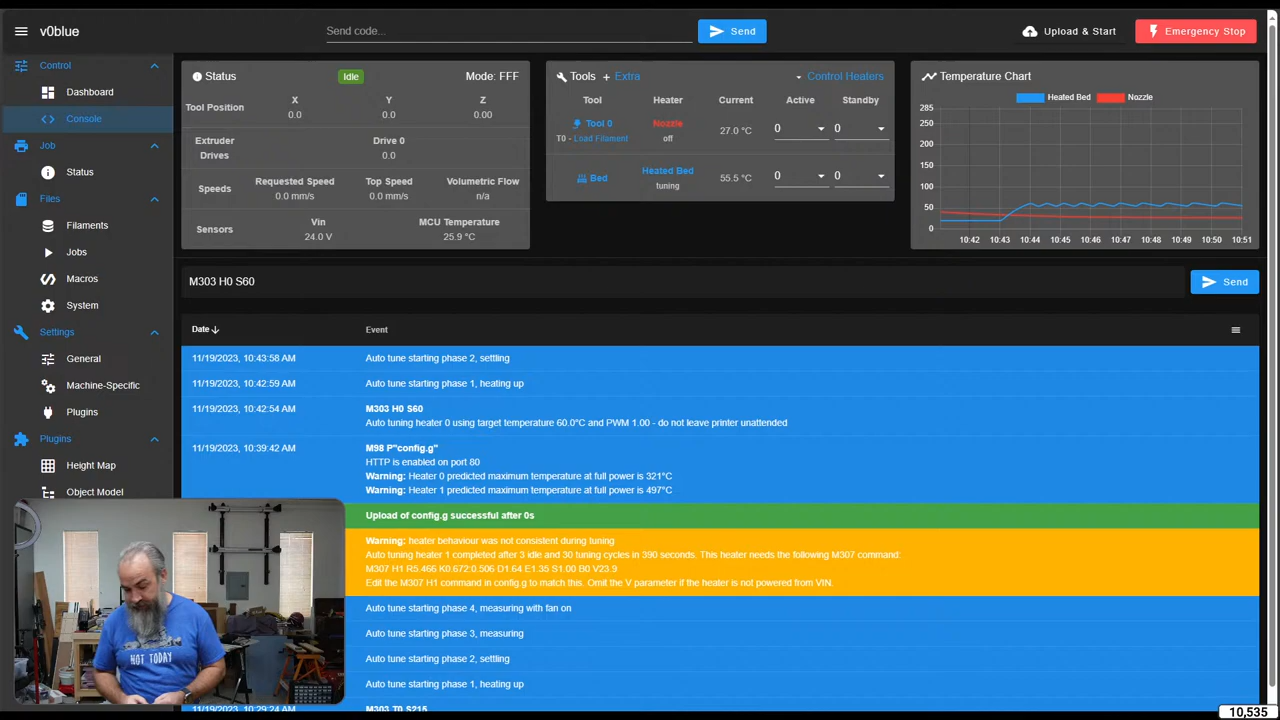 v0blue
Send code...
Send
Upload & Start
Emergency Stop
Control
Dashboard
Console
Job
Status
Files
Filaments
Jobs
Macros
System
Settings
General
Machine-Specific
Plugins
Plugins
Height Map
Object Model
Status
Idle
Mode: FFF
Tool Position
X Y Z
0.0 0.0 0.00
Extruder Drives
Drive 0
0.0
Speeds
Requested Speed Top Speed Volumetric Flow
0.0 mm/s 0.0 mm/s n/a
Sensors
Vin MCU Temperature
24.0 V 25.9 °C
Tools + Extra
Control Heaters
Tool Heater Current Active Standby
Tool 0 Nozzle 27.0 °C 0 0
T0 - Load Filament off
Bed Heated Bed 55.5 °C 0 0
tuning
Temperature Chart
Heated Bed Nozzle
285
250
200
150
100
50
0
10:42 10:43 10:44 10:45 10:46 10:47 10:48 10:49 10:50 10:51
M303 H0 S60
Send
Date Event
11/19/2023, 10:43:58 AM Auto tune starting phase 2, settling
11/19/2023, 10:42:59 AM Auto tune starting phase 1, heating up
11/19/2023, 10:42:54 AM M303 H0 S60
Auto tuning heater 0 using target temperature 60.0°C and PWM 1.00 - do not leave printer unattended
11/19/2023, 10:39:42 AM M98 P"config.g"
HTTP is enabled on port 80
Warning: Heater 0 predicted maximum temperature at full power is 321°C
Warning: Heater 1 predicted maximum temperature at full power is 497°C
Upload of config.g successful after 0s
Warning: heater behaviour was not consistent during tuning
Auto tuning heater 1 completed after 3 idle and 30 tuning cycles in 390 seconds. This heater needs the following M307 command:
M307 H1 R5.466 K0.672:0.506 D1.64 E1.35 S1.00 B0 V23.9
Edit the M307 H1 command in config.g to match this. Omit the V parameter if the heater is not powered from VIN.
Auto tune starting phase 4, measuring with fan on
Auto tune starting phase 3, measuring
Auto tune starting phase 2, settling
Auto tune starting phase 1, heating up
11/19/2023, 10:29:24 AM M303 T0 S215
NOT TODAY
10,535